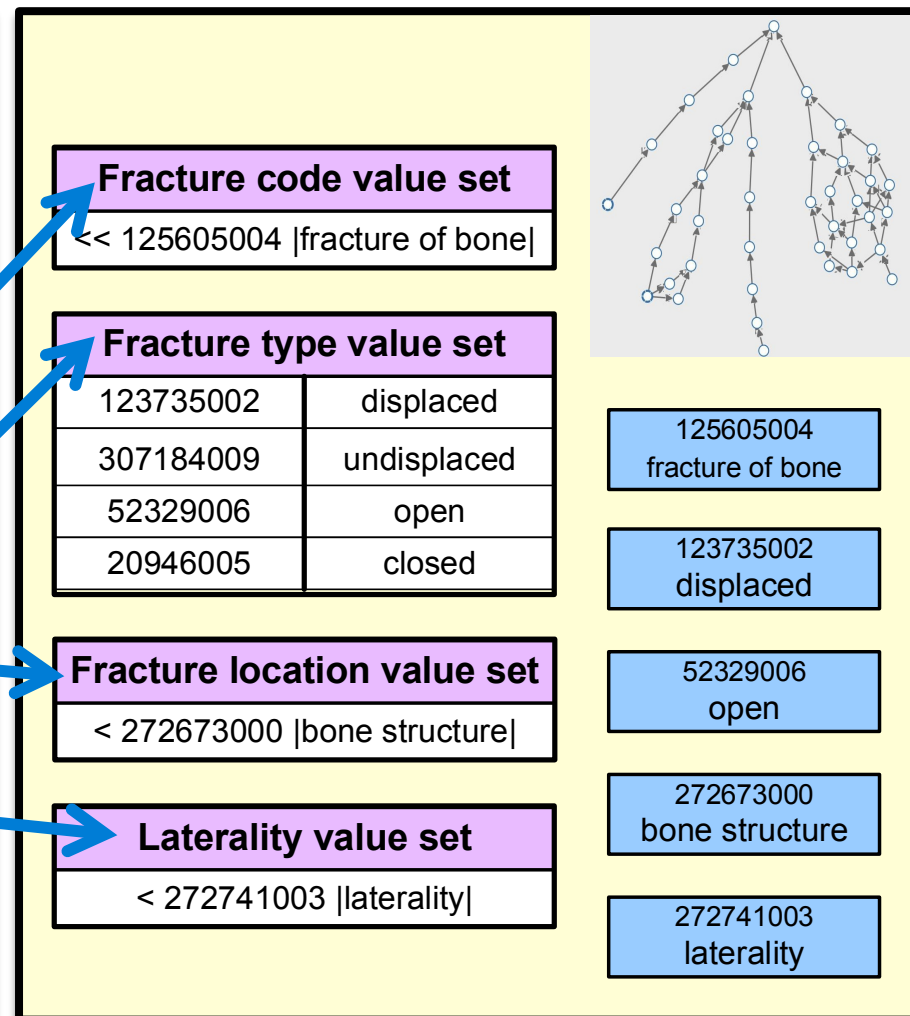 Fracture code value set
<< 125605004 |fracture of bone|
Fracture type value set
123735002 displaced
307184009 undisplaced
52329006 open
20946005 closed
Fracture location value set
< 272673000 |bone structure|
Laterality value set
< 272741003 |laterality|
125605004
fracture of bone
123735002
displaced
52329006
open
272673000
bone structure
272741003
laterality